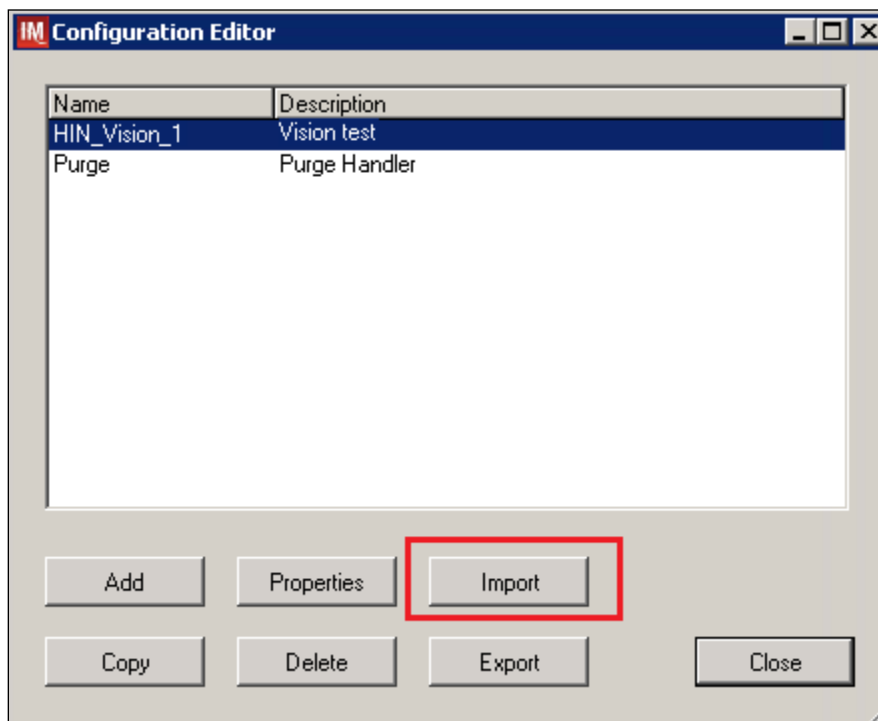 IM Configuration Editor
Name Description
HIN_Vision_1 Vision test
Purge Purge Handler
Add Properties Import
Copy Delete Export Close